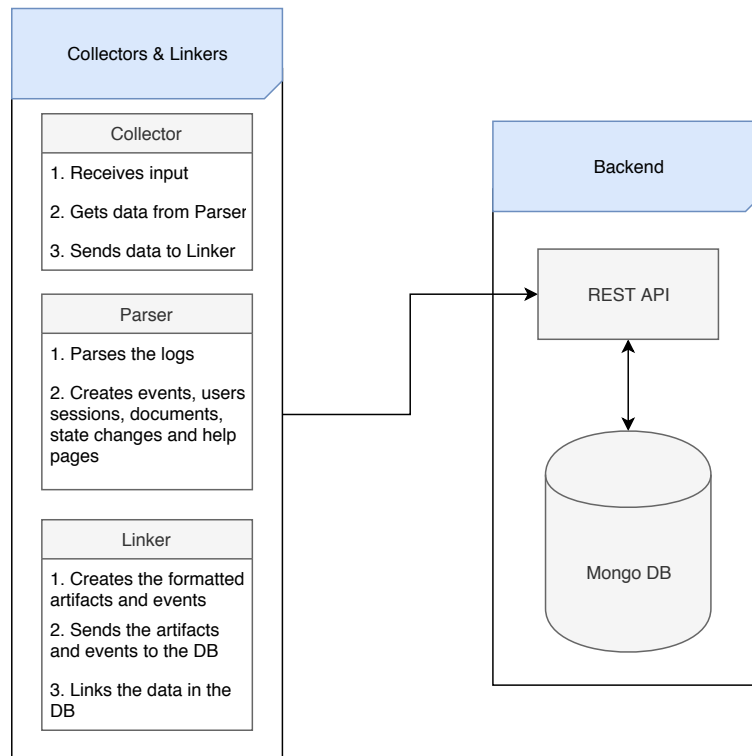 Collectors & Linkers
Collector
1. Receives input
2. Gets data from Parser
3. Sends data to Linker
Parser
1. Parses the logs
2. Creates events, users
sessions, documents,
state changes and help
pages
Linker
1. Creates the formatted
artifacts and events
2. Sends the artifacts
and events to the DB
3. Links the data in the
DB
Backend
REST API
Mongo DB